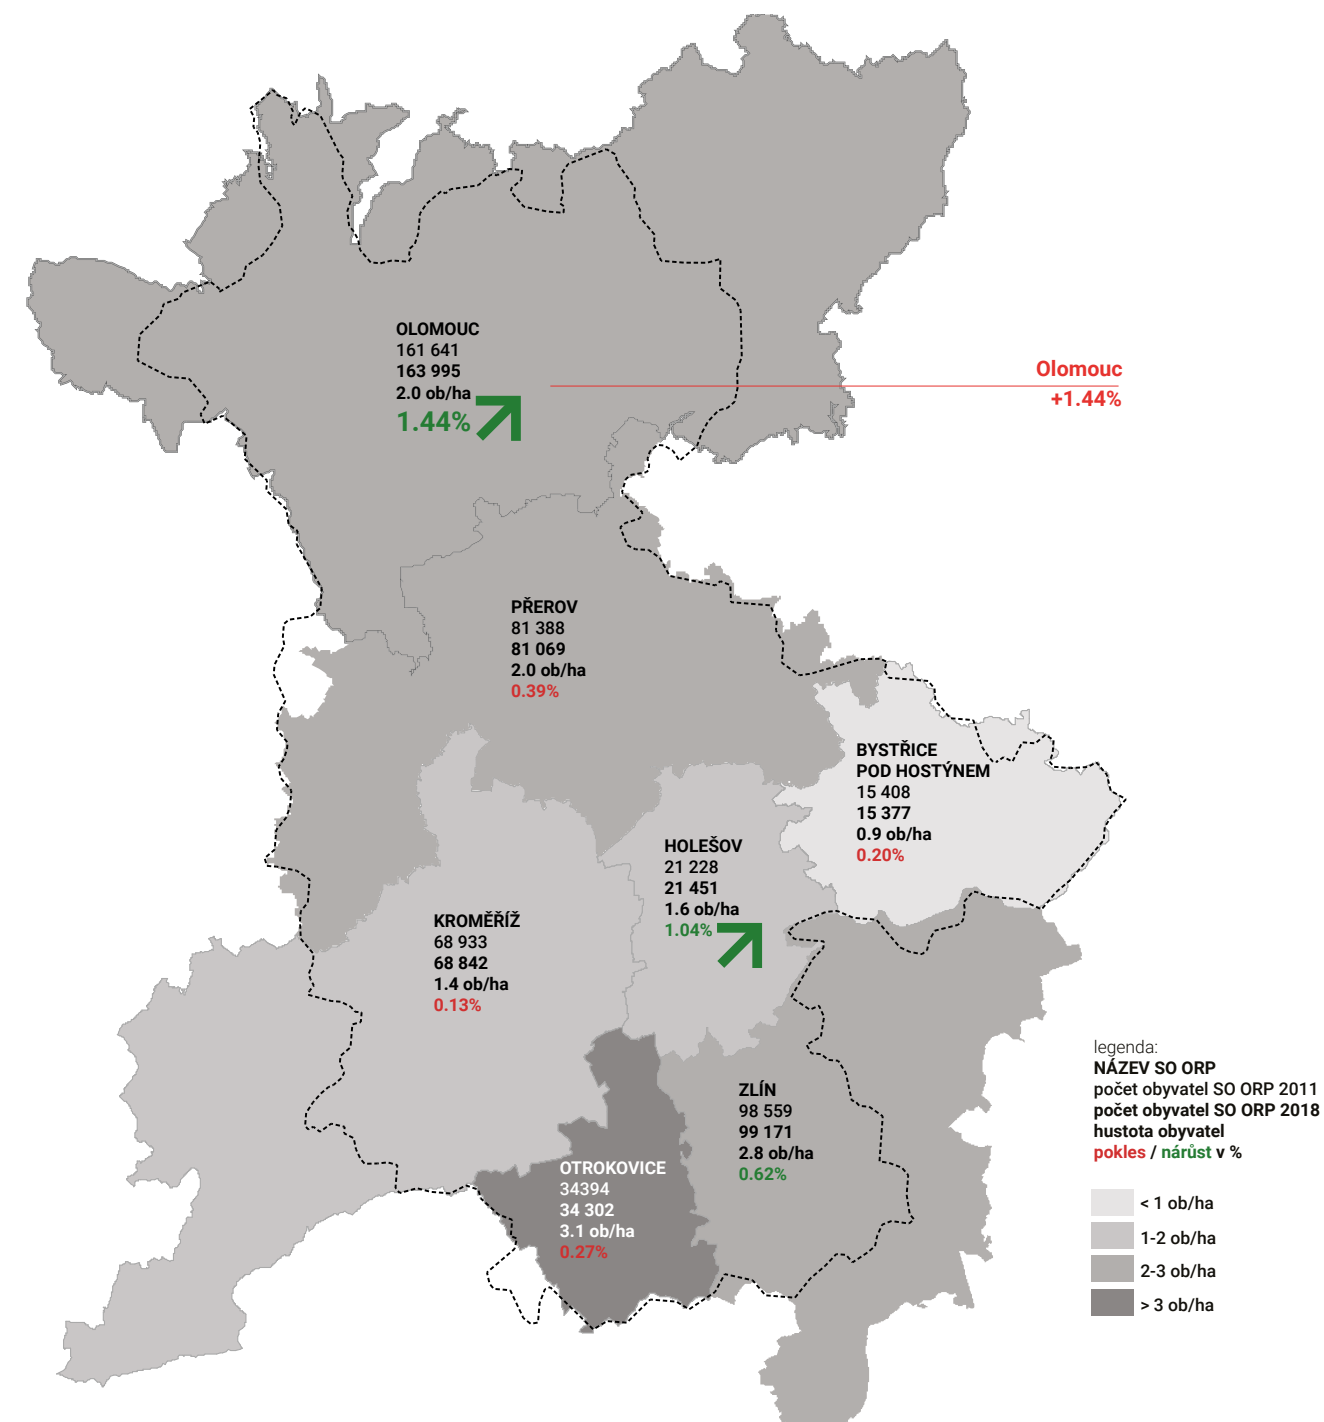 OLOMOUC
161 641
163 995
2.0 ob/ha
1.44%
Olomouc
+1.44%
PŘEROV
81 388
81 069
2.0 ob/ha
0.39%
BYSTŘICE
POD HOSTÝNEM
15 408
15 377
0.9 ob/ha
0.20%
HOLEŠOV
21 228
21 451
1.6 ob/ha
1.04%
KROMĚŘÍŽ
68 933
68 842
1.4 ob/ha
0.13%
ZLÍN
98 559
99 171
2.8 ob/ha
0.62%
OTROKOVICE
34394
34 302
3.1 ob/ha
0.27%
legenda:
NÁZEV SO ORP
počet obyvatel SO ORP 2011
počet obyvatel SO ORP 2018
hustota obyvatel
pokles / nárůst v %
< 1 ob/ha
1-2 ob/ha
2-3 ob/ha
> 3 ob/ha